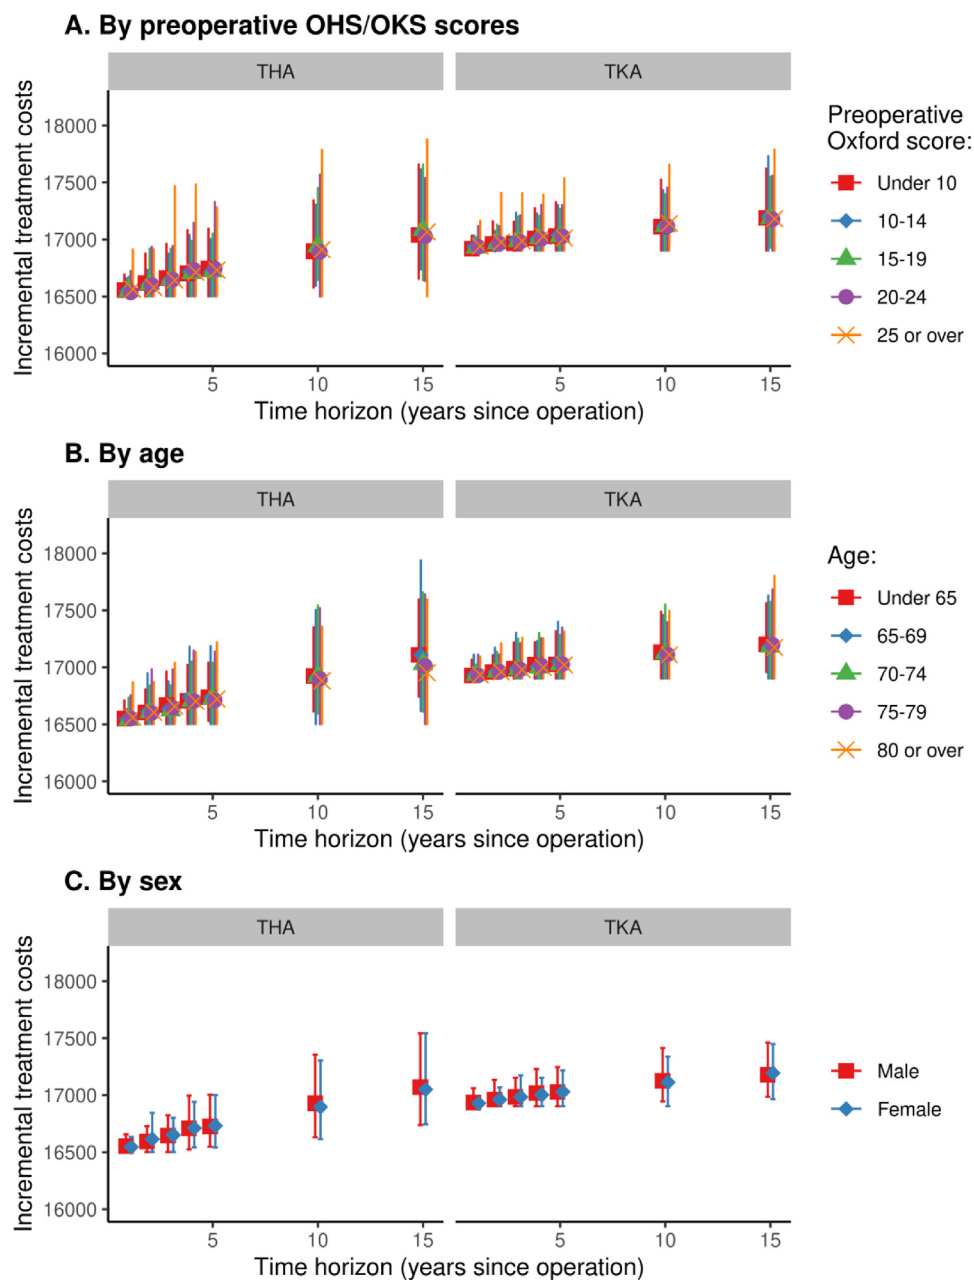 A. By preoperative OHS/OKS scores
THA
TKA
Incremental treatment costs
18000
17500
17000
16500
16000
5
10
15
5
10
15
Time horizon (years since operation)
Preoperative
Oxford score:
Under 10
10-14
15-19
20-24
25 or over
B. By age
THA
TKA
Incremental treatment costs
18000
17500
17000
16500
16000
5
10
15
5
10
15
Time horizon (years since operation)
Age:
Under 65
65-69
70-74
75-79
80 or over
C. By sex
THA
TKA
Incremental treatment costs
18000
17500
17000
16500
16000
5
10
15
5
10
15
Time horizon (years since operation)
Male
Female